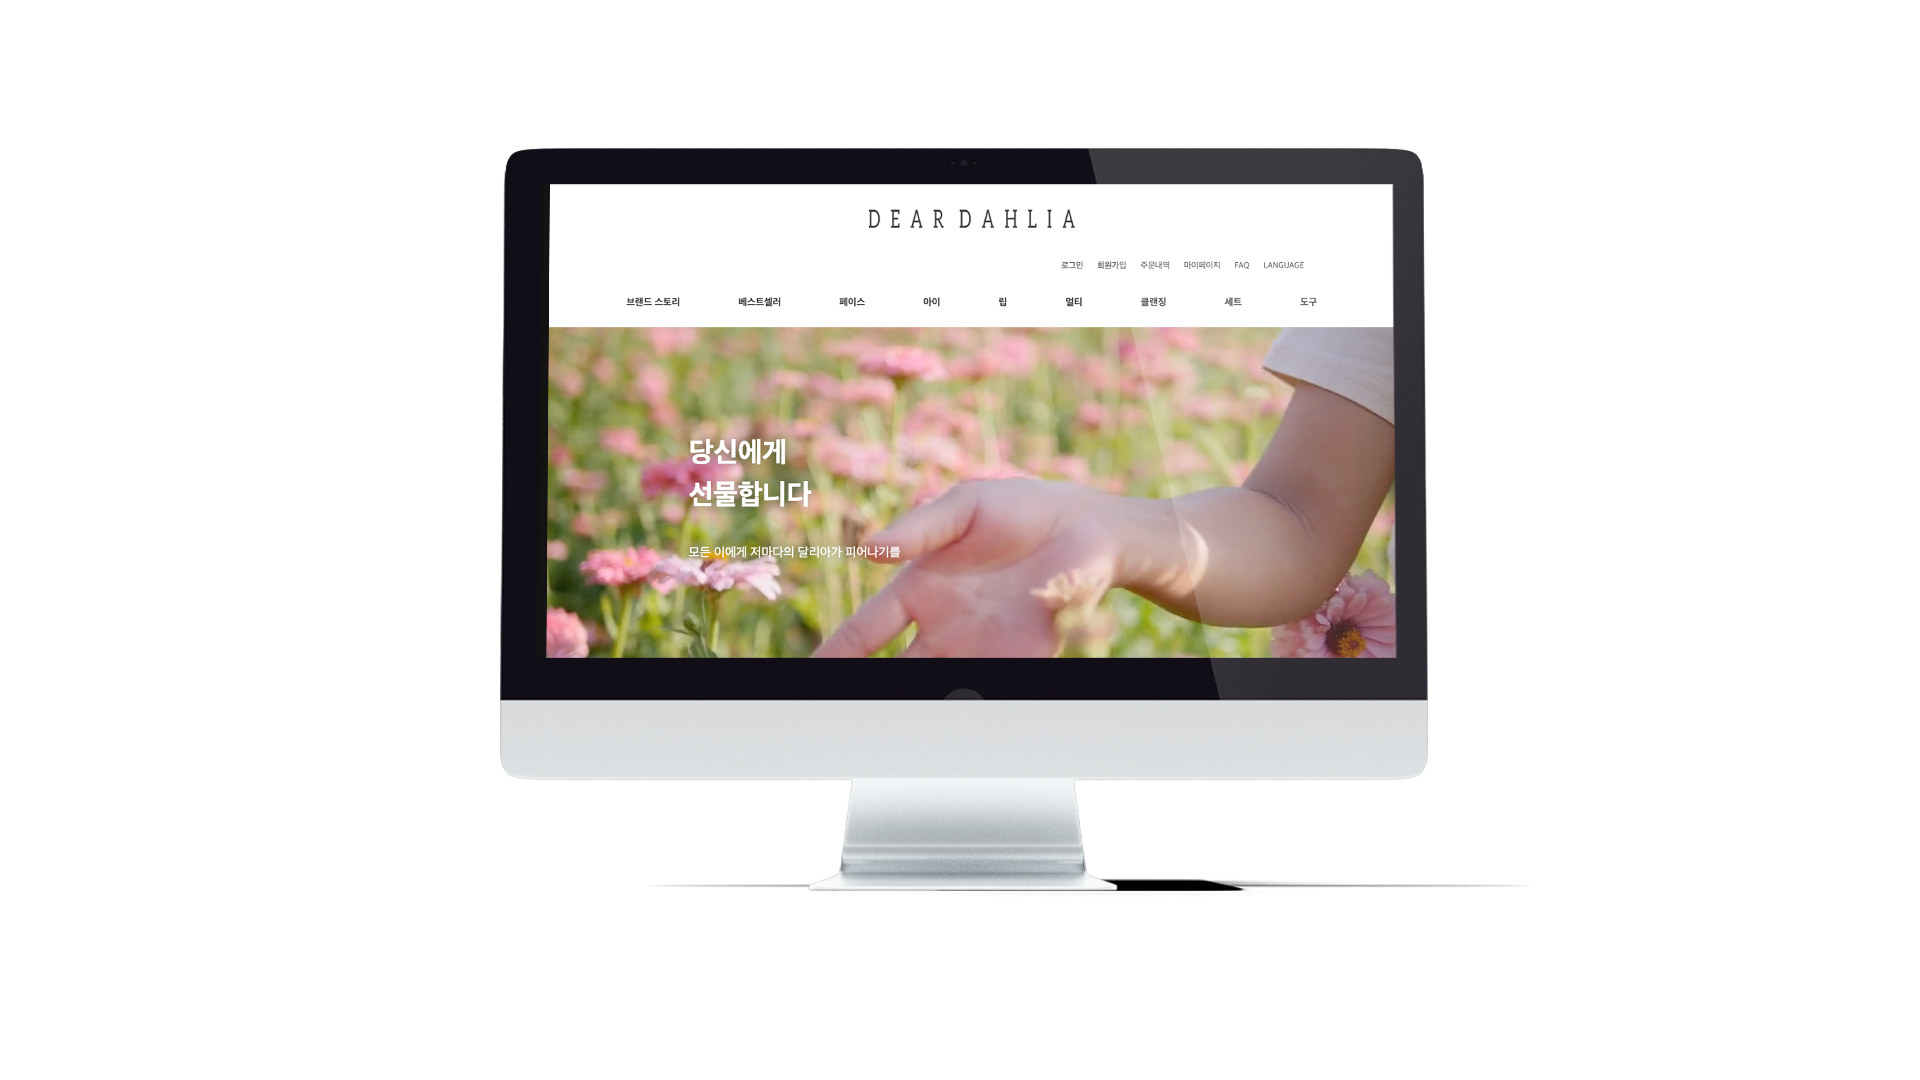 DEAR DAHLIA
로그인 회원가입 주문내역 마이페이지 FAQ LANGUAGE
브랜드 스토리 베스트셀러 페이스 아이 립 멀티 클랜징 세트 도구
당신에게
선물합니다
모든 이에게 저마다의 달리아가 피어나기를